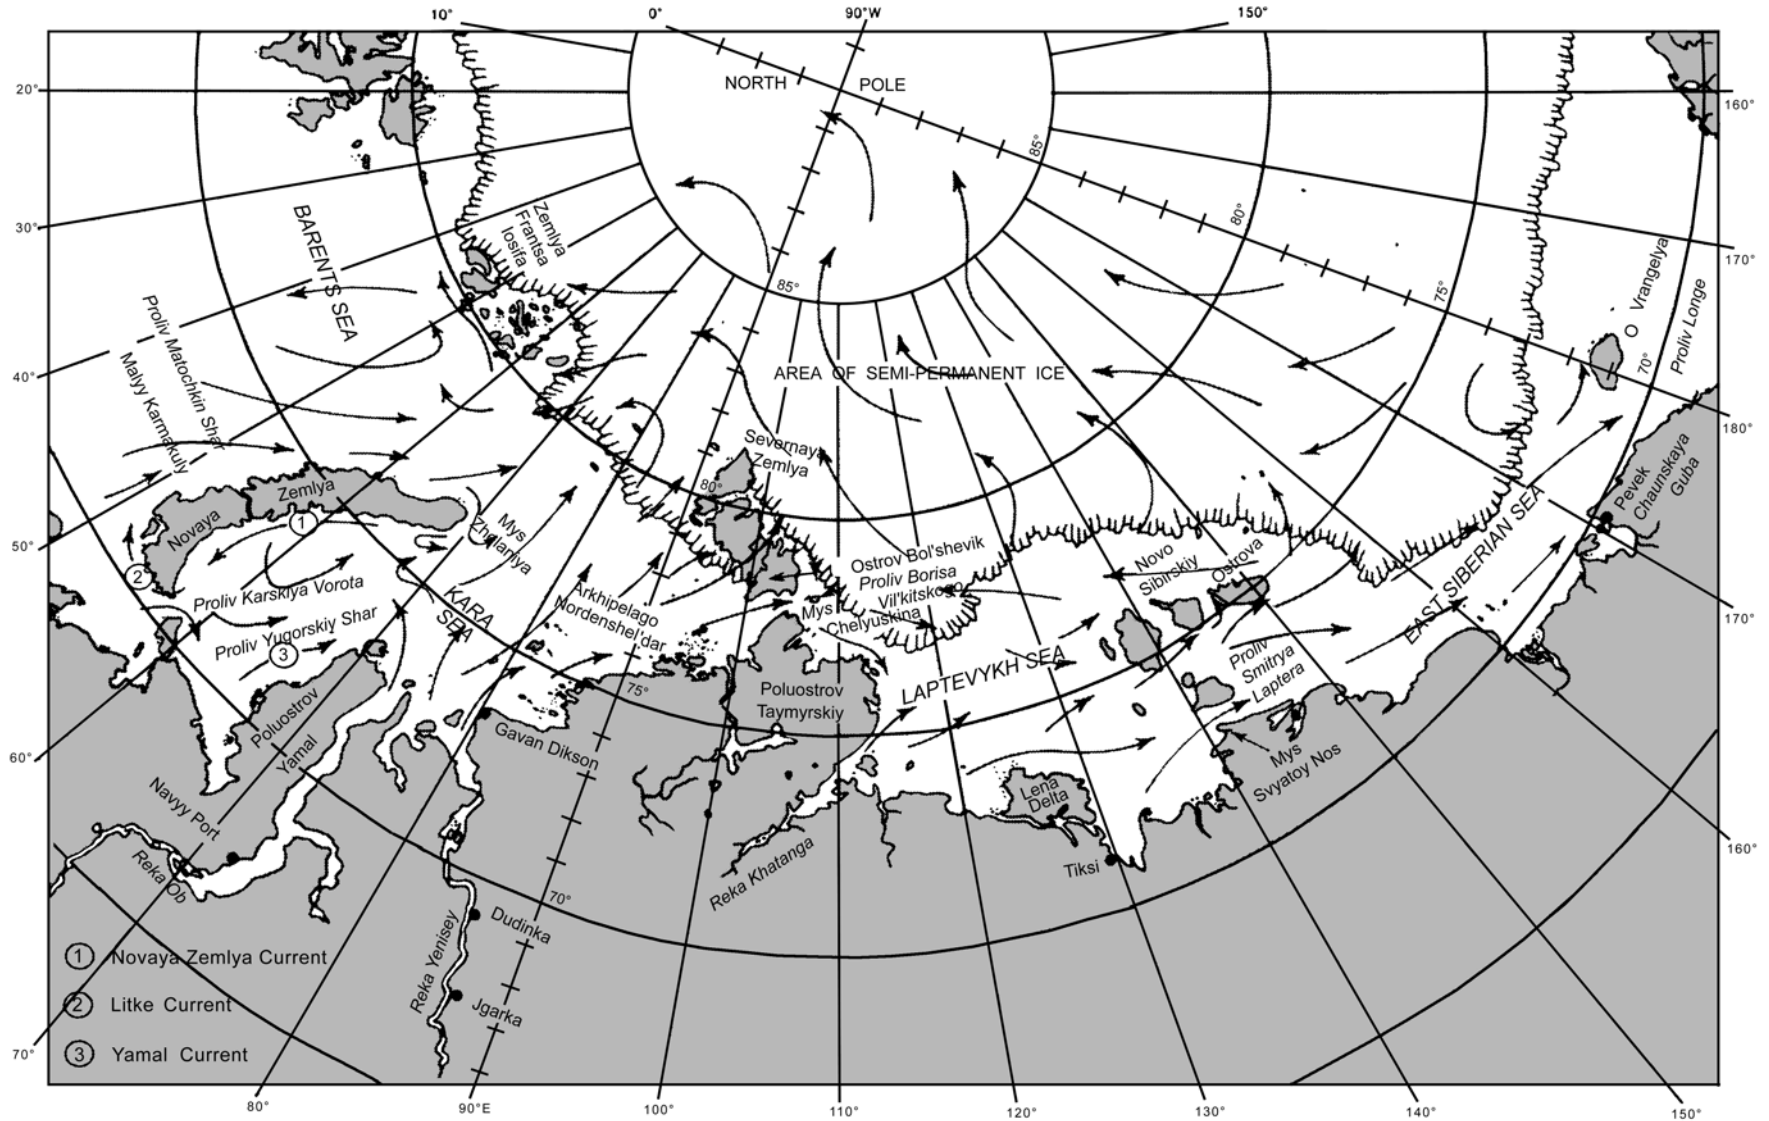 10°
0°
90°W
150°
20°
NORTH POLE
160°
85°
80°
30°
BARENTS SEA
Zemlya
Frantsa
Iosifa
170°
Vrangelya
Proliv Longe
85°
75°
Proliv Matochkin Shar
Malyy Karmakuly
40°
AREA OF SEMI-PERMANENT ICE
70°
180°
Severnaya
Zemlya
80°
Pevek
Chaunskaya
Guba
Novaya
Zemlya
1
Mys
Zhelaniya
50°
2
Ostrov Bol'shevik
Proliv Borisa
Vil'kitskogo
Mys
Chelyuskina
Novo
Sibirskiy
Ostrova
EAST SIBERIAN SEA
Proliv Karskiya Vorota
Proliv Yugorskiy Shar
3
KARA
SEA
Arkhipelago
Nordenshel'dar
170°
LAPTEVYKH SEA
Proliv
Smitrya
Laptera
75°
Poluostrov
Taymyrskiy
Poluostrov
Yamal
Gavan Dikson
60°
Mys
Svyatoy Nos
Navyy Port
Lena
Delta
160°
Reka Ob
Reka Khatanga
Tiksi
70°
Dudinka
Reka Yenisey
Jgarka
1 Novaya Zemlya Current
2 Litke Current
3 Yamal Current
70°
80°
90°E
100°
110°
120°
130°
140°
150°